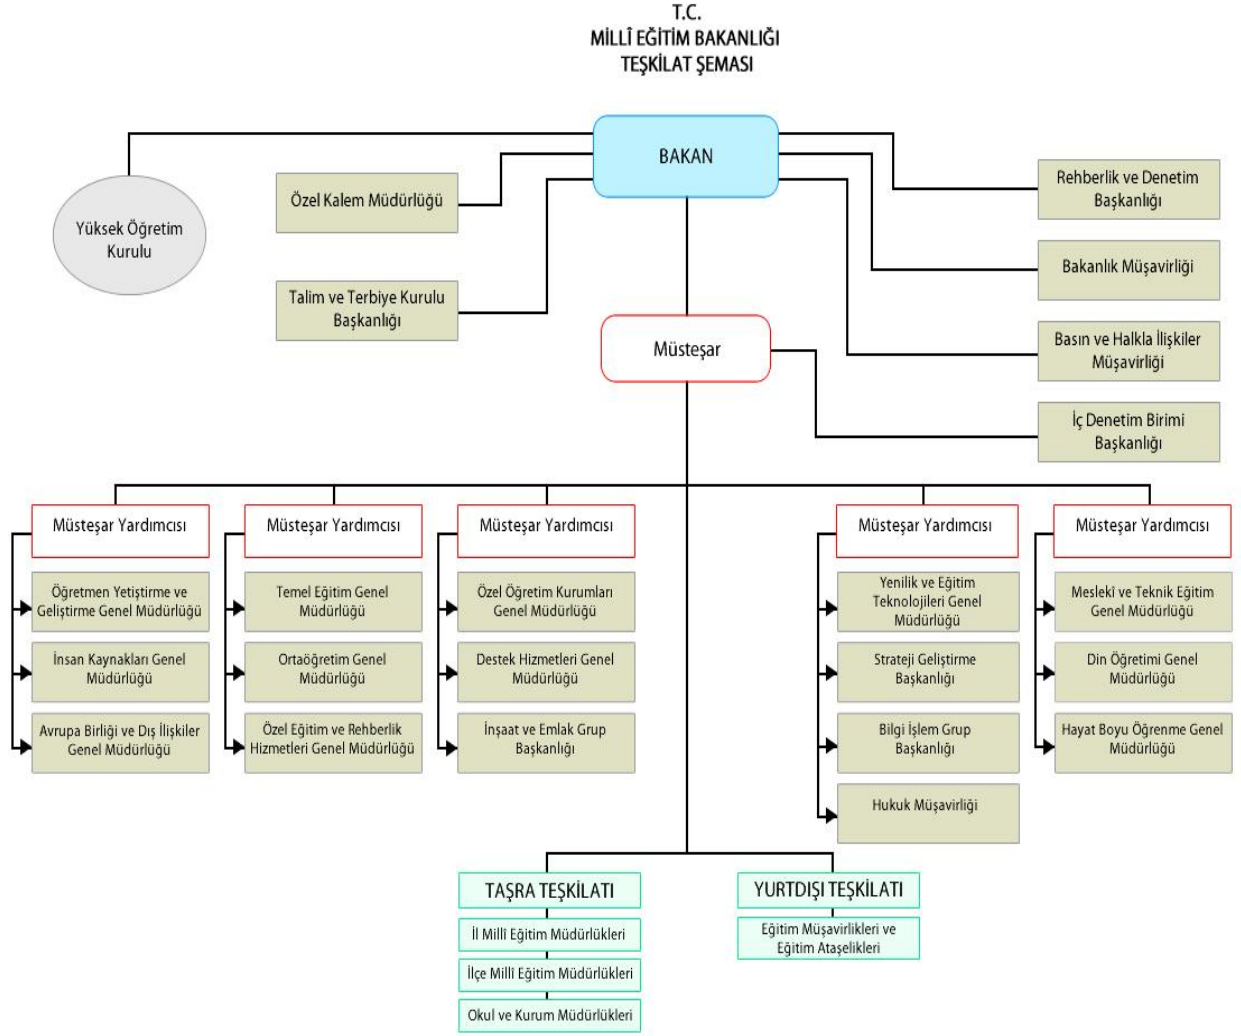 T.C.
MİLLÎ EĞİTİM BAKANLIĞI
TEŞKİLAT ŞEMASI
BAKAN
Yüksek Öğretim
Kurulu
Özel Kalem Müdürlüğü
Talim ve Terbiye Kurulu
Başkanlığı
Rehberlik ve Denetim
Başkanlığı
Bakanlık Müşavirliği
Basın ve Halkla İlişkiler
Müşavirliği
Müsteşar
İç Denetim Birimi
Başkanlığı
Müsteşar Yardımcısı
Öğretmen Yetiştirme ve
Geliştirme Genel Müdürlüğü
İnsan Kaynakları Genel
Müdürlüğü
Avrupa Birliği ve Dış İlişkiler
Genel Müdürlüğü
Müsteşar Yardımcısı
Temel Eğitim Genel
Müdürlüğü
Ortaöğretim Genel
Müdürlüğü
Özel Eğitim ve Rehberlik
Hizmetleri Genel Müdürlüğü
Müsteşar Yardımcısı
Özel Öğretim Kurumları
Genel Müdürlüğü
Destek Hizmetleri Genel
Müdürlüğü
İnşaat ve Emlak Grup
Başkanlığı
Müsteşar Yardımcısı
Yenilik ve Eğitim
Teknolojileri Genel
Müdürlüğü
Strateji Geliştirme
Başkanlığı
Bilgi İşlem Grup
Başkanlığı
Hukuk Müşavirliği
Müsteşar Yardımcısı
Meslekî ve Teknik Eğitim
Genel Müdürlüğü
Din Öğretimi Genel
Müdürlüğü
Hayat Boyu Öğrenme Genel
Müdürlüğü
TAŞRA TEŞKİLATI
İl Millî Eğitim Müdürlükleri
İlçe Millî Eğitim Müdürlükleri
Okul ve Kurum Müdürlükleri
YURTDIŞI TEŞKİLATI
Eğitim Müşavirlikleri ve
Eğitim Ataşelikleri